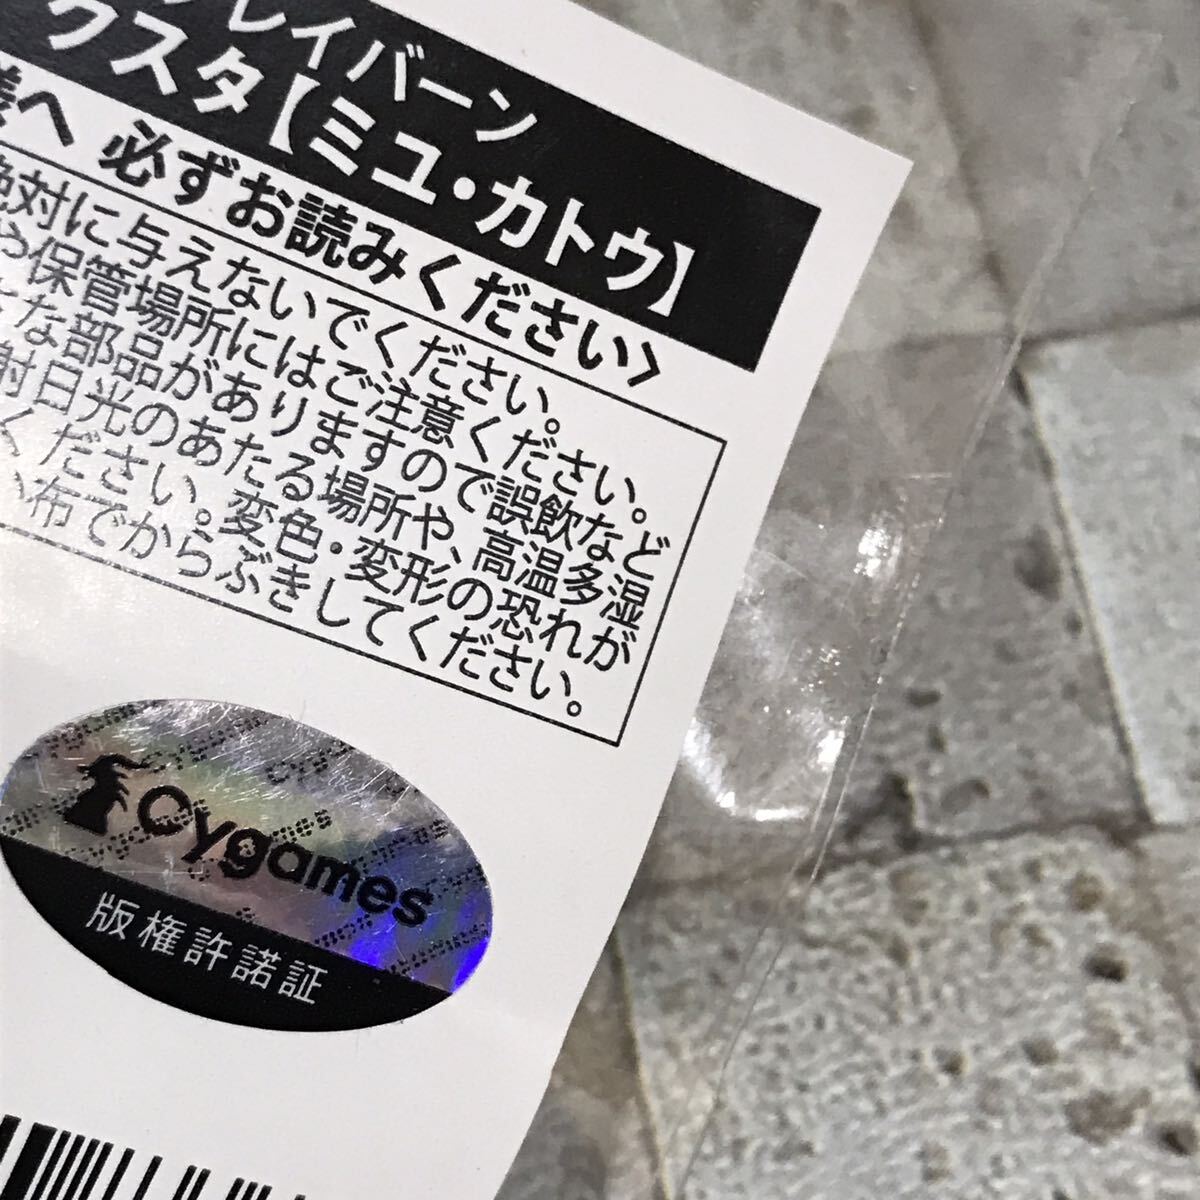 レイバーン
クスタ【ミユ・カトウ】
様へ 必ずお読みください〉
絶対に与えないでください。
や保管場所にはご注意ください。
さな部品がありますので誤飲など
射日光のあたる場所や、高温多湿
ください。変色・変形の恐れが
い布でからぶきしてください。
Cygames
版権許諾証